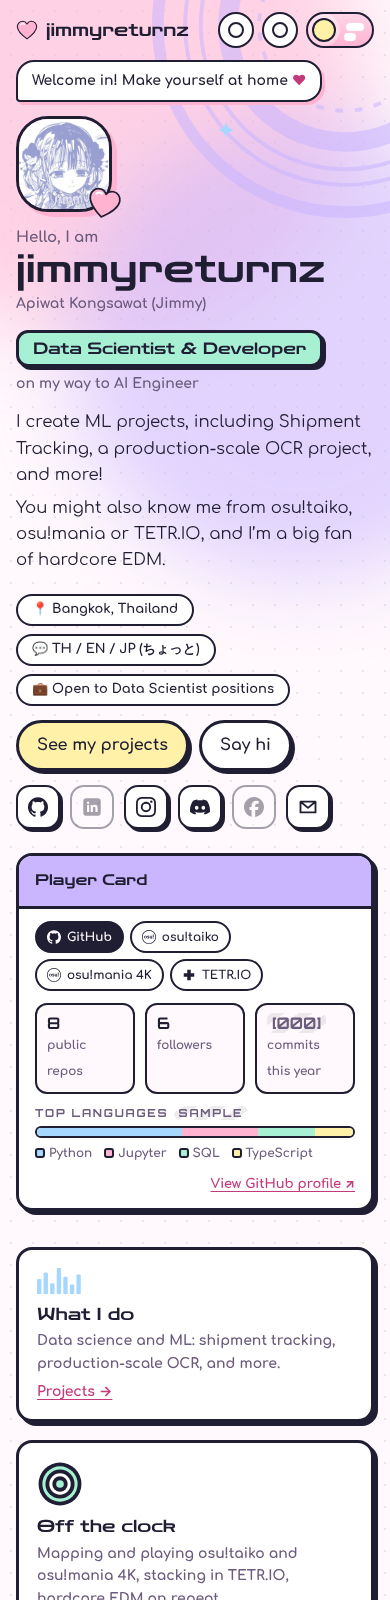 jimmyreturnz
Welcome in! Make yourself at home ♥
Hello, I am
jimmyreturnz
Apiwat Kongsawat (Jimmy)
Data Scientist & Developer
on my way to AI Engineer
I create ML projects, including Shipment
Tracking, a production-scale OCR project,
and more!
You might also know me from osu!taiko,
osu!mania or TETR.IO, and I'm a big fan
of hardcore EDM.
📍 Bangkok, Thailand
💬 TH / EN / JP (ちょっと)
💼 Open to Data Scientist positions
See my projects
Say hi
Player Card
GitHub
osu!taiko
osu!mania 4K
TETR.IO
8
public
repos
6
followers
[000]
commits
this year
TOP LANGUAGES SAMPLE
Python Jupyter SQL TypeScript
View GitHub profile ↗
What I do
Data science and ML: shipment tracking,
production-scale OCR, and more.
Projects →
Off the clock
Mapping and playing osu!taiko and
osu!mania 4K, stacking in TETR.IO,
hardcore EDM on repeat